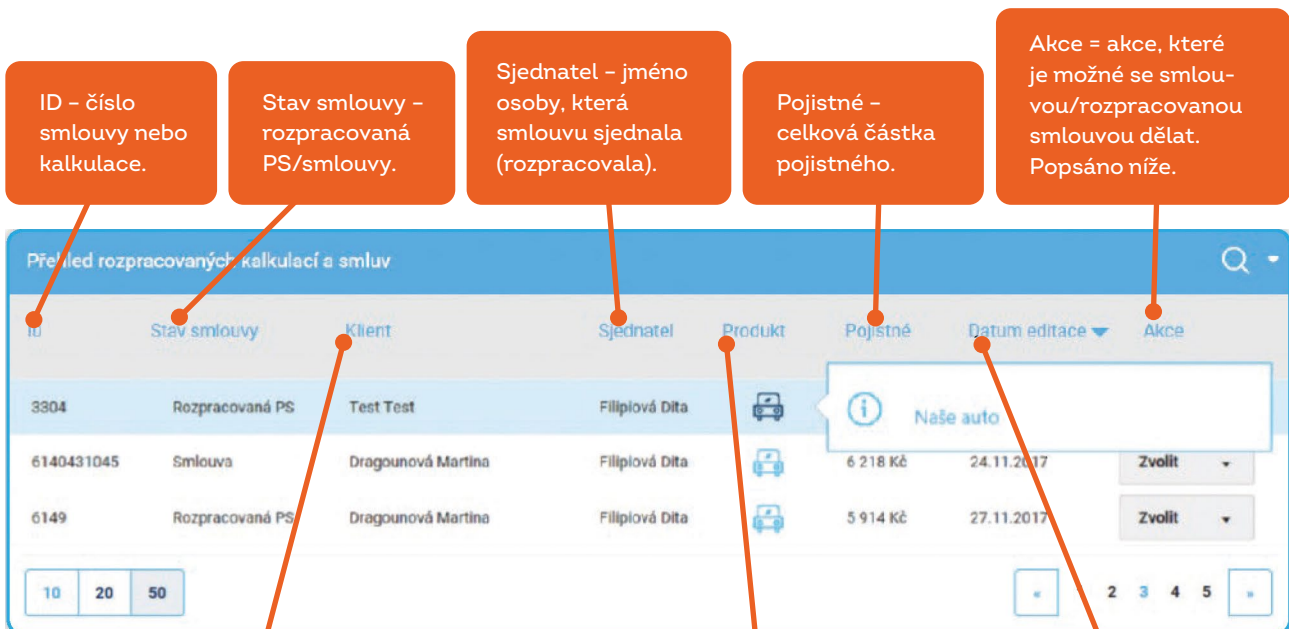 ID – číslo
smlouvy nebo
kalkulace.
Stav smlouvy –
rozpracovaná
PS/smlouvy.
Sjednatel – jméno
osoby, která
smlouvu sjednala
(rozpracovala).
Pojistné –
celková částka
pojistného.
Akce = akce, které
je možné se smlou-
vou/rozpracovanou
smlouvou dělat.
Popsáno níže.
Přehled rozpracovaných kalkulací a smluv
Id Stav smlouvy Klient Sjednatel Produkt Pojistné Datum editace Akce
3304 Rozpracovaná PS Test Test Filipiová Dita Naše auto
6140431045 Smlouva Dragounová Martina Filipiová Dita 6 218 Kč 24.11.2017 Zvolit
6149 Rozpracovaná PS Dragounová Martina Filipiová Dita 5 914 Kč 27.11.2017 Zvolit
10 20 50 « 2 3 4 5 »